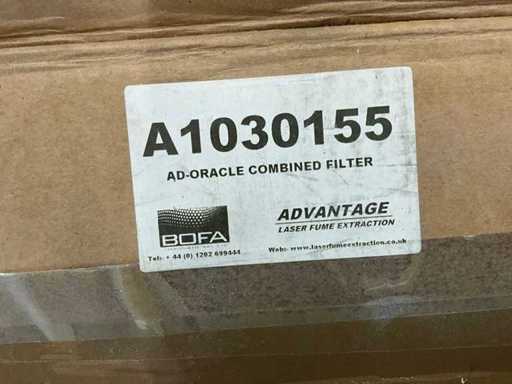 A1030155
AD-ORACLE COMBINED FILTER
BOFA
ADVANTAGE
LASER FUME EXTRACTION
Tel: + 44 (0) 1202 699444
Web: www.laserfumeextraction.co.uk